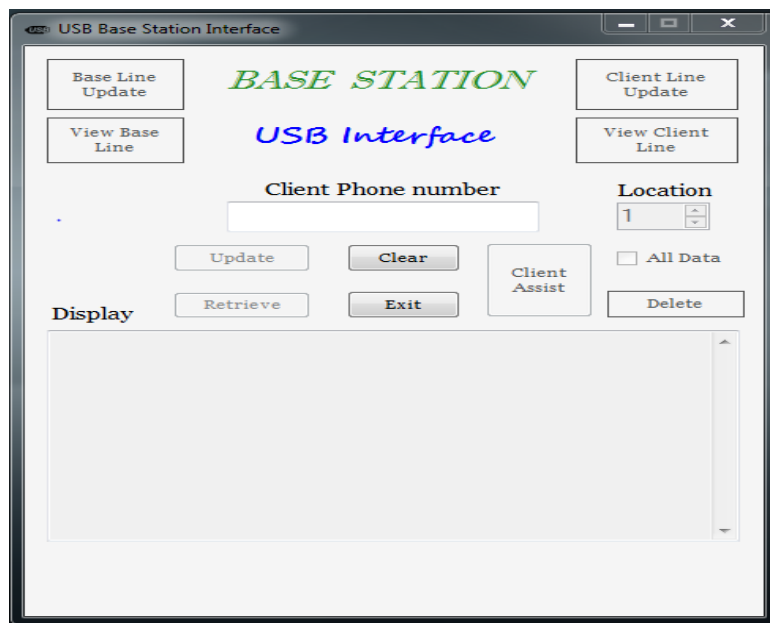 USB USB Base Station Interface
Base Line
Update
BASE STATION
Client Line
Update
View Base
Line
USB Interface
View Client
Line
Client Phone number
Location
1
Update
Clear
Client
Assist
All Data
Display
Retrieve
Exit
Delete